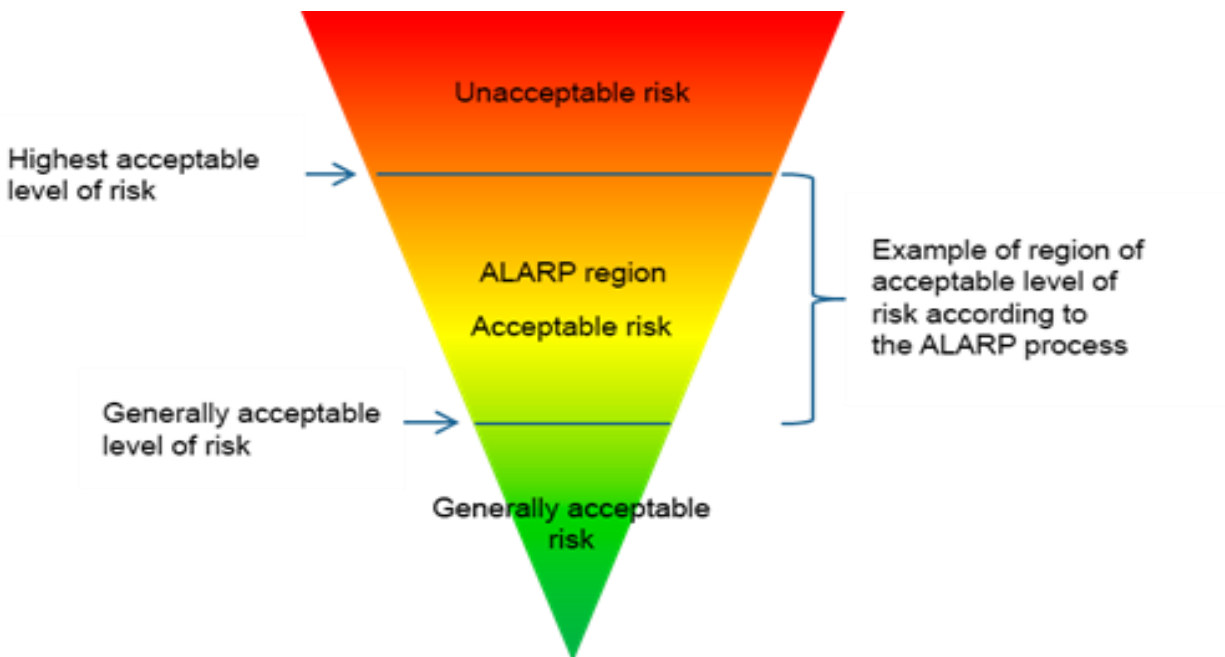 Unacceptable risk
Highest acceptable
level of risk
ALARP region
Acceptable risk
Example of region of
acceptable level of
risk according to
the ALARP process
Generally acceptable
level of risk
Generally acceptable
risk